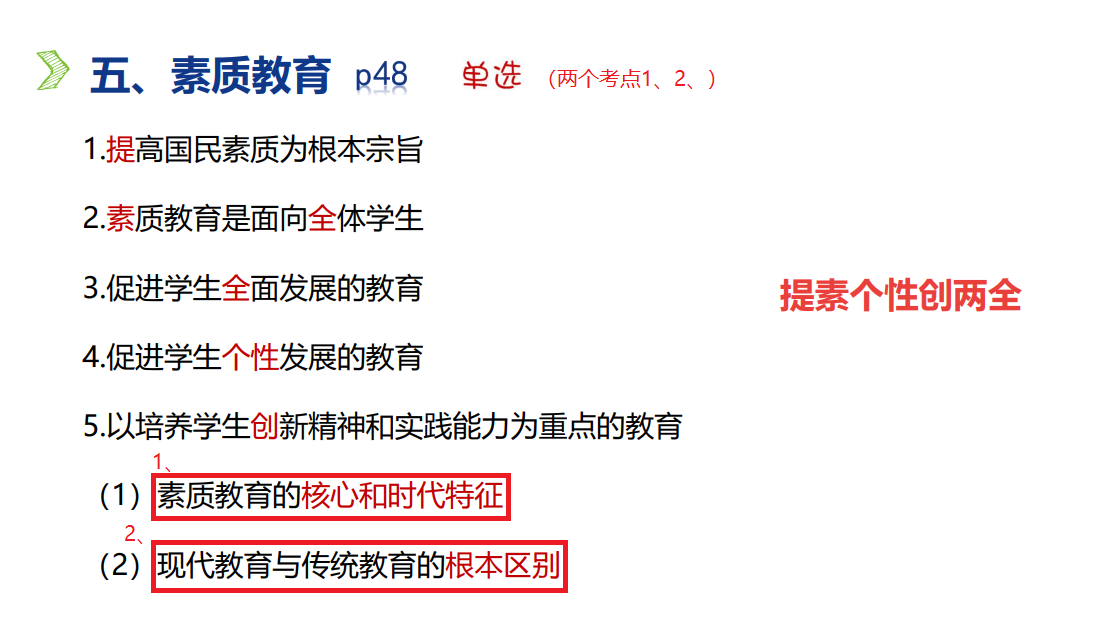 五、素质教育 p48 单选 （两个考点1、2、）
1.提高国民素质为根本宗旨
2.素质教育是面向全体学生
3.促进学生全面发展的教育
提素个性创两全
4.促进学生个性发展的教育
5.以培养学生创新精神和实践能力为重点的教育
1、
（1）素质教育的核心和时代特征
2、
（2）现代教育与传统教育的根本区别